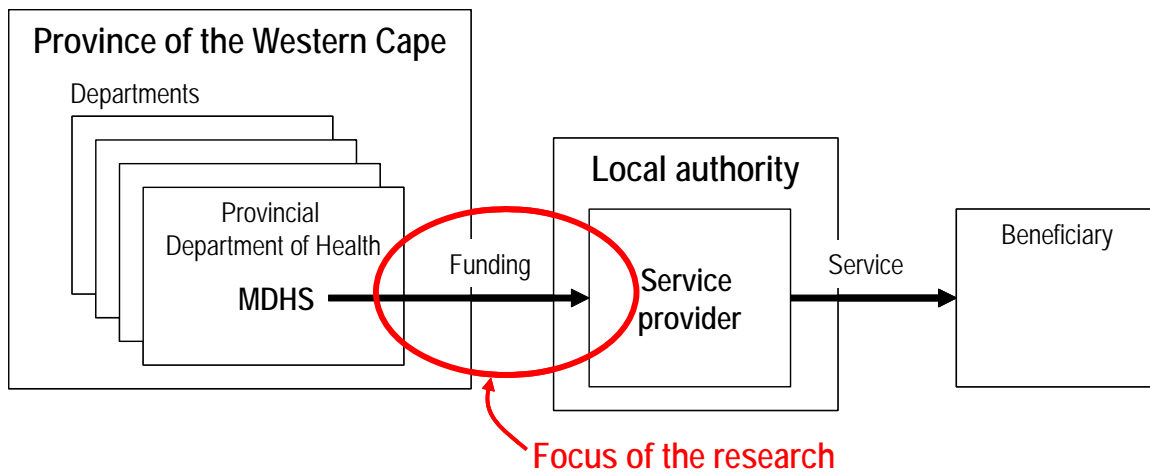 Province of the Western Cape
Departments
Provincial
Department of Health
MDHS
Funding
Local authority
Service
provider
Service
Beneficiary
Focus of the research